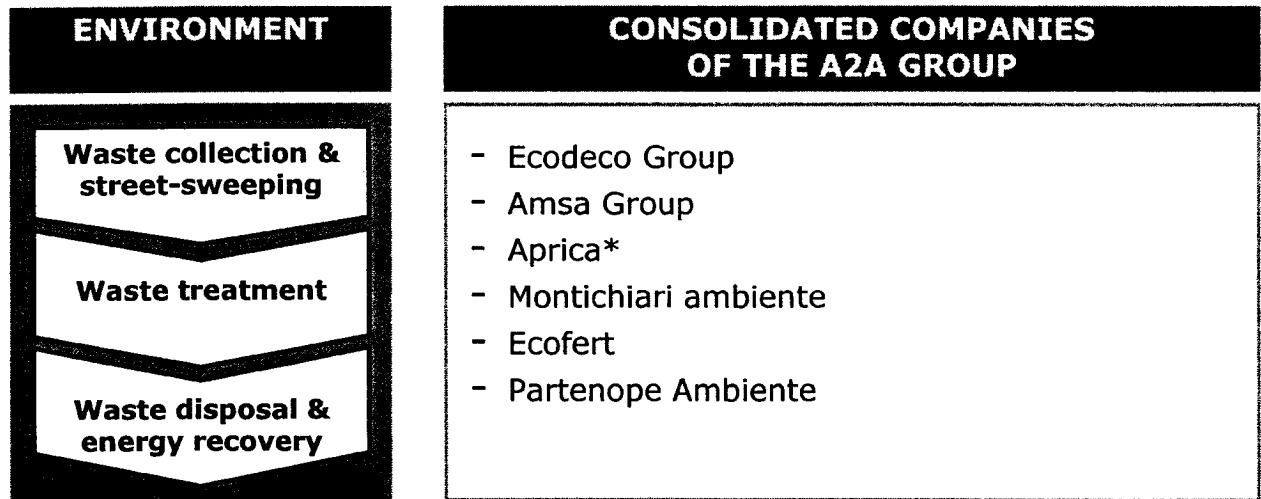 ENVIRONMENT
Waste collection &
street-sweeping
Waste treatment
Waste disposal &
energy recovery
CONSOLIDATED COMPANIES
OF THE A2A GROUP
- Ecodeco Group
- Amsa Group
- Aprica*
- Montichiari ambiente
- Ecofert
- Partenope Ambiente